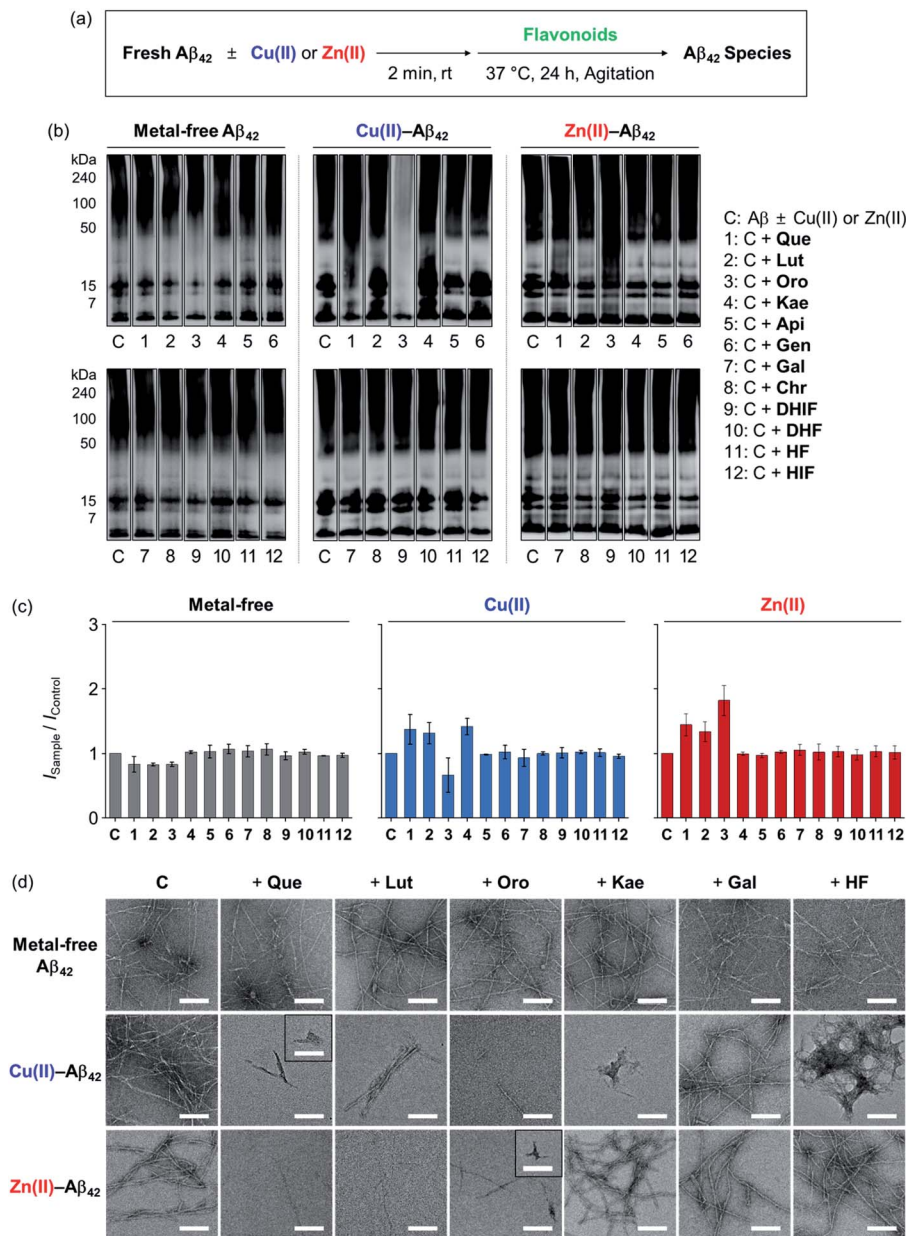 (a)
Flavonoids
Fresh Aβ42 ± Cu(II) or Zn(II) Aβ42 Species
2 min, rt 37 °C, 24 h, Agitation
(b)
Metal-free Aβ42 Cu(II)–Aβ42 Zn(II)–Aβ42
kDa
240
100
50
15
7
C 1 2 3 4 5 6 C 1 2 3 4 5 6 C 1 2 3 4 5 6
kDa
240
100
50
15
7
C 7 8 9 10 11 12 C 7 8 9 10 11 12 C 7 8 9 10 11 12
C: Aβ ± Cu(II) or Zn(II)
1: C + Que
2: C + Lut
3: C + Oro
4: C + Kae
5: C + Api
6: C + Gen
7: C + Gal
8: C + Chr
9: C + DHIF
10: C + DHF
11: C + HF
12: C + HIF
(c)
Metal-free Cu(II) Zn(II)
3
2
1
0
ISample / IControl
C 1 2 3 4 5 6 7 8 9 10 11 12 C 1 2 3 4 5 6 7 8 9 10 11 12 C 1 2 3 4 5 6 7 8 9 10 11 12
(d)
C + Que + Lut + Oro + Kae + Gal + HF
Metal-free
Aβ42
Cu(II)–Aβ42
Zn(II)–Aβ42